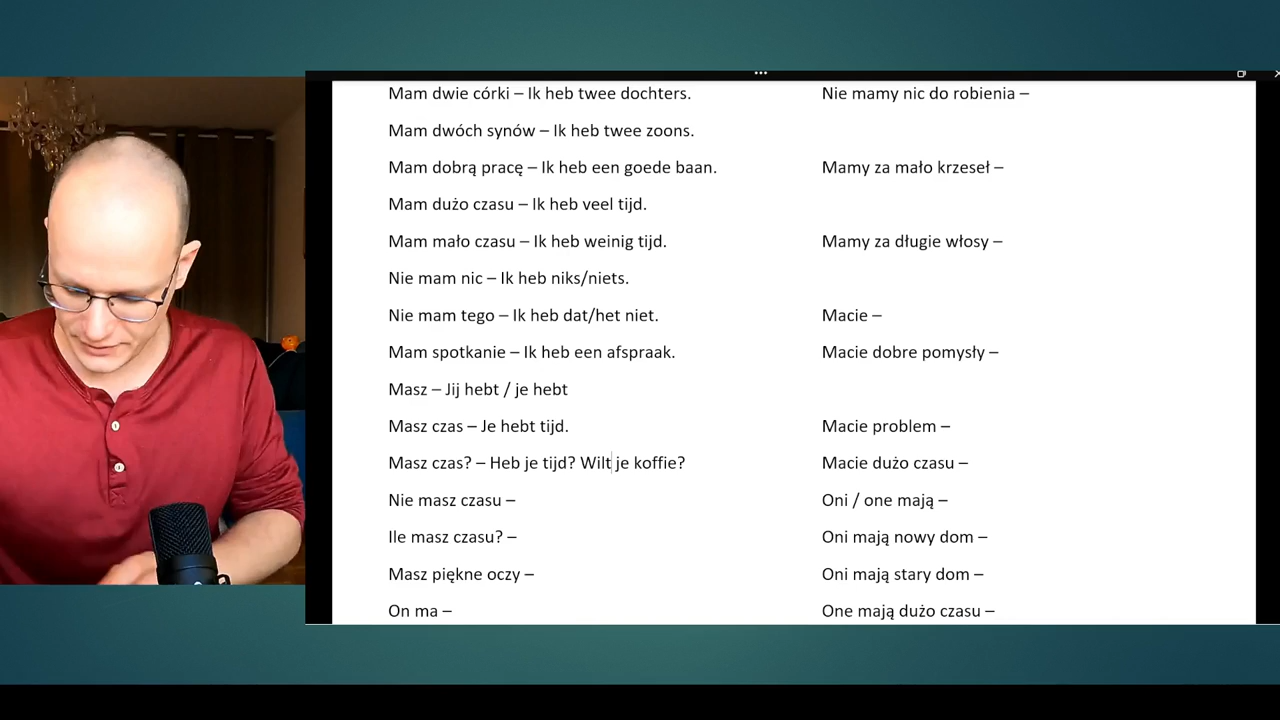 Mam dwie córki – Ik heb twee dochters.
Mam dwóch synów – Ik heb twee zoons.
Mam dobrą pracę – Ik heb een goede baan.
Mam dużo czasu – Ik heb veel tijd.
Mam mało czasu – Ik heb weinig tijd.
Nie mam nic – Ik heb niks/niets.
Nie mam tego – Ik heb dat/het niet.
Mam spotkanie – Ik heb een afspraak.
Masz – Jij hebt / je hebt
Masz czas – Je hebt tijd.
Masz czas? – Heb je tijd? Wilt je koffie?
Nie masz czasu –
Ile masz czasu? –
Masz piękne oczy –
On ma –
Nie mamy nic do robienia –
Mamy za mało krzeseł –
Mamy za długie włosy –
Macie –
Macie dobre pomysły –
Macie problem –
Macie dużo czasu –
Oni / one mają –
Oni mają nowy dom –
Oni mają stary dom –
One mają dużo czasu –